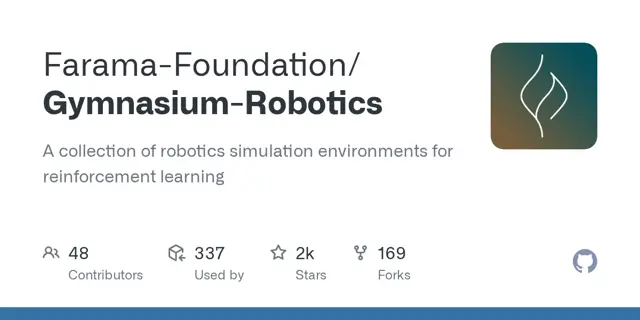 Farama-Foundation/
Gymnasium-Robotics
A collection of robotics simulation environments for
reinforcement learning
48 337 2k 169
Contributors Used by Stars Forks